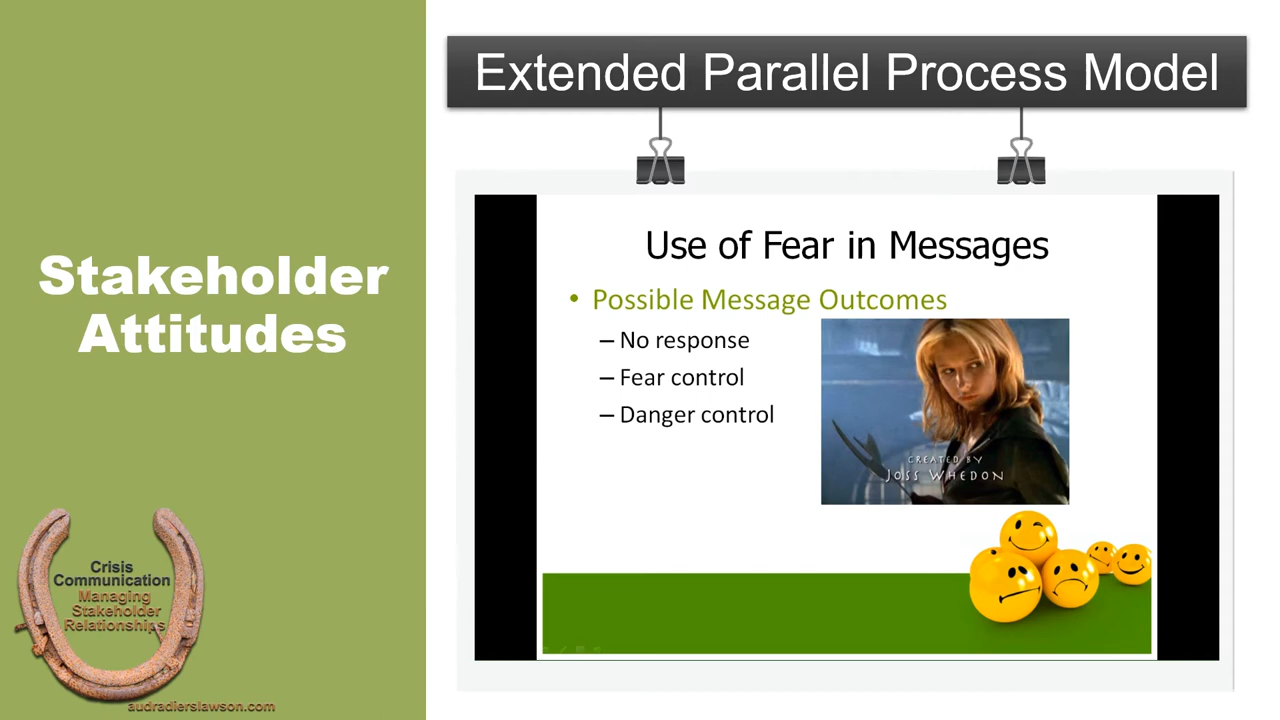 Extended Parallel Process Model
Stakeholder
Attitudes
Use of Fear in Messages
• Possible Message Outcomes
– No response
– Fear control
– Danger control
CREATED BY
JOSS WHEDON
Crisis
Communication
Managing
Stakeholder
Relationships
audradierslawson.com